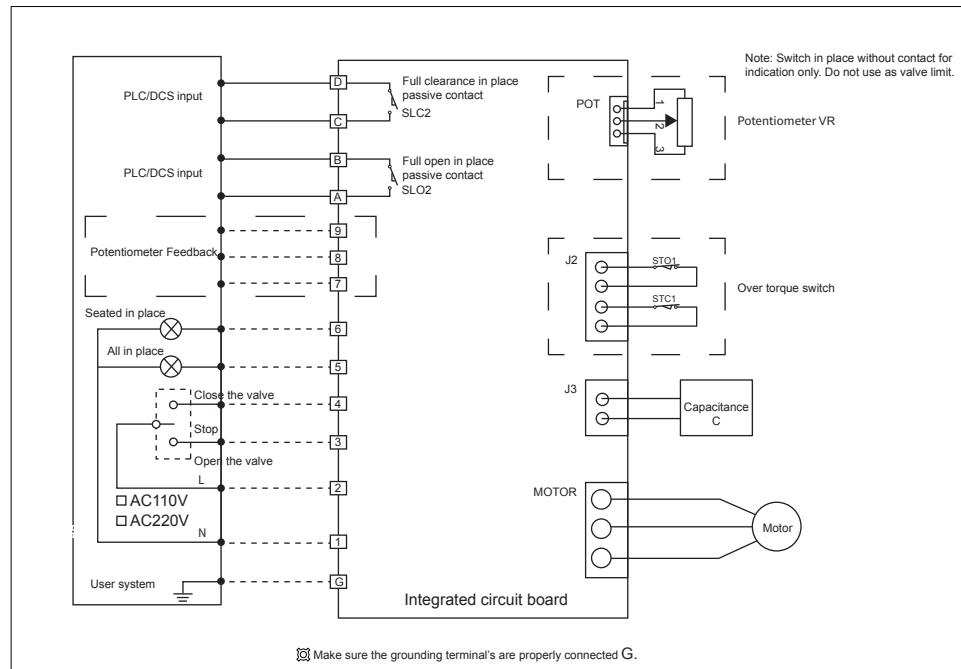 Note: Switch in place without contact for
indication only. Do not use as valve limit.
PLC/DCS input
D
C
Full clearance in place
passive contact
SLC2
POT
1
2
3
Potentiometer VR
PLC/DCS input
B
A
Full open in place
passive contact
SLO2
Potentiometer Feedback
9
8
7
J2
STO1
STC1
Over torque switch
Seated in place
6
All in place
5
Close the valve
4
Stop
3
Open the valve
J3
Capacitance
C
L
2
AC110V
AC220V
N
1
MOTOR
Motor
User system
G
Integrated circuit board
Make sure the grounding terminal's are properly connected G.